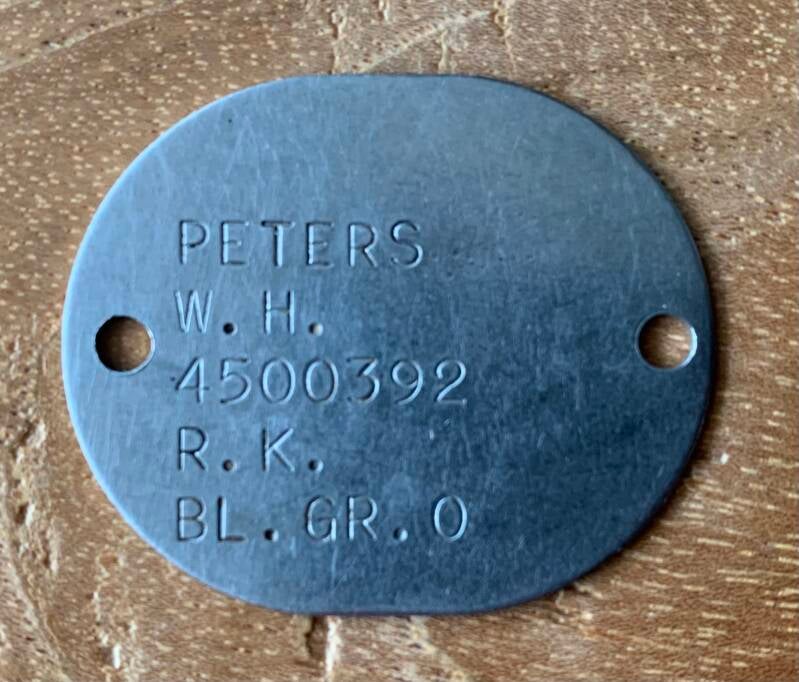 PETERS
W.H.
4500392
R.K.
BL.GR.O